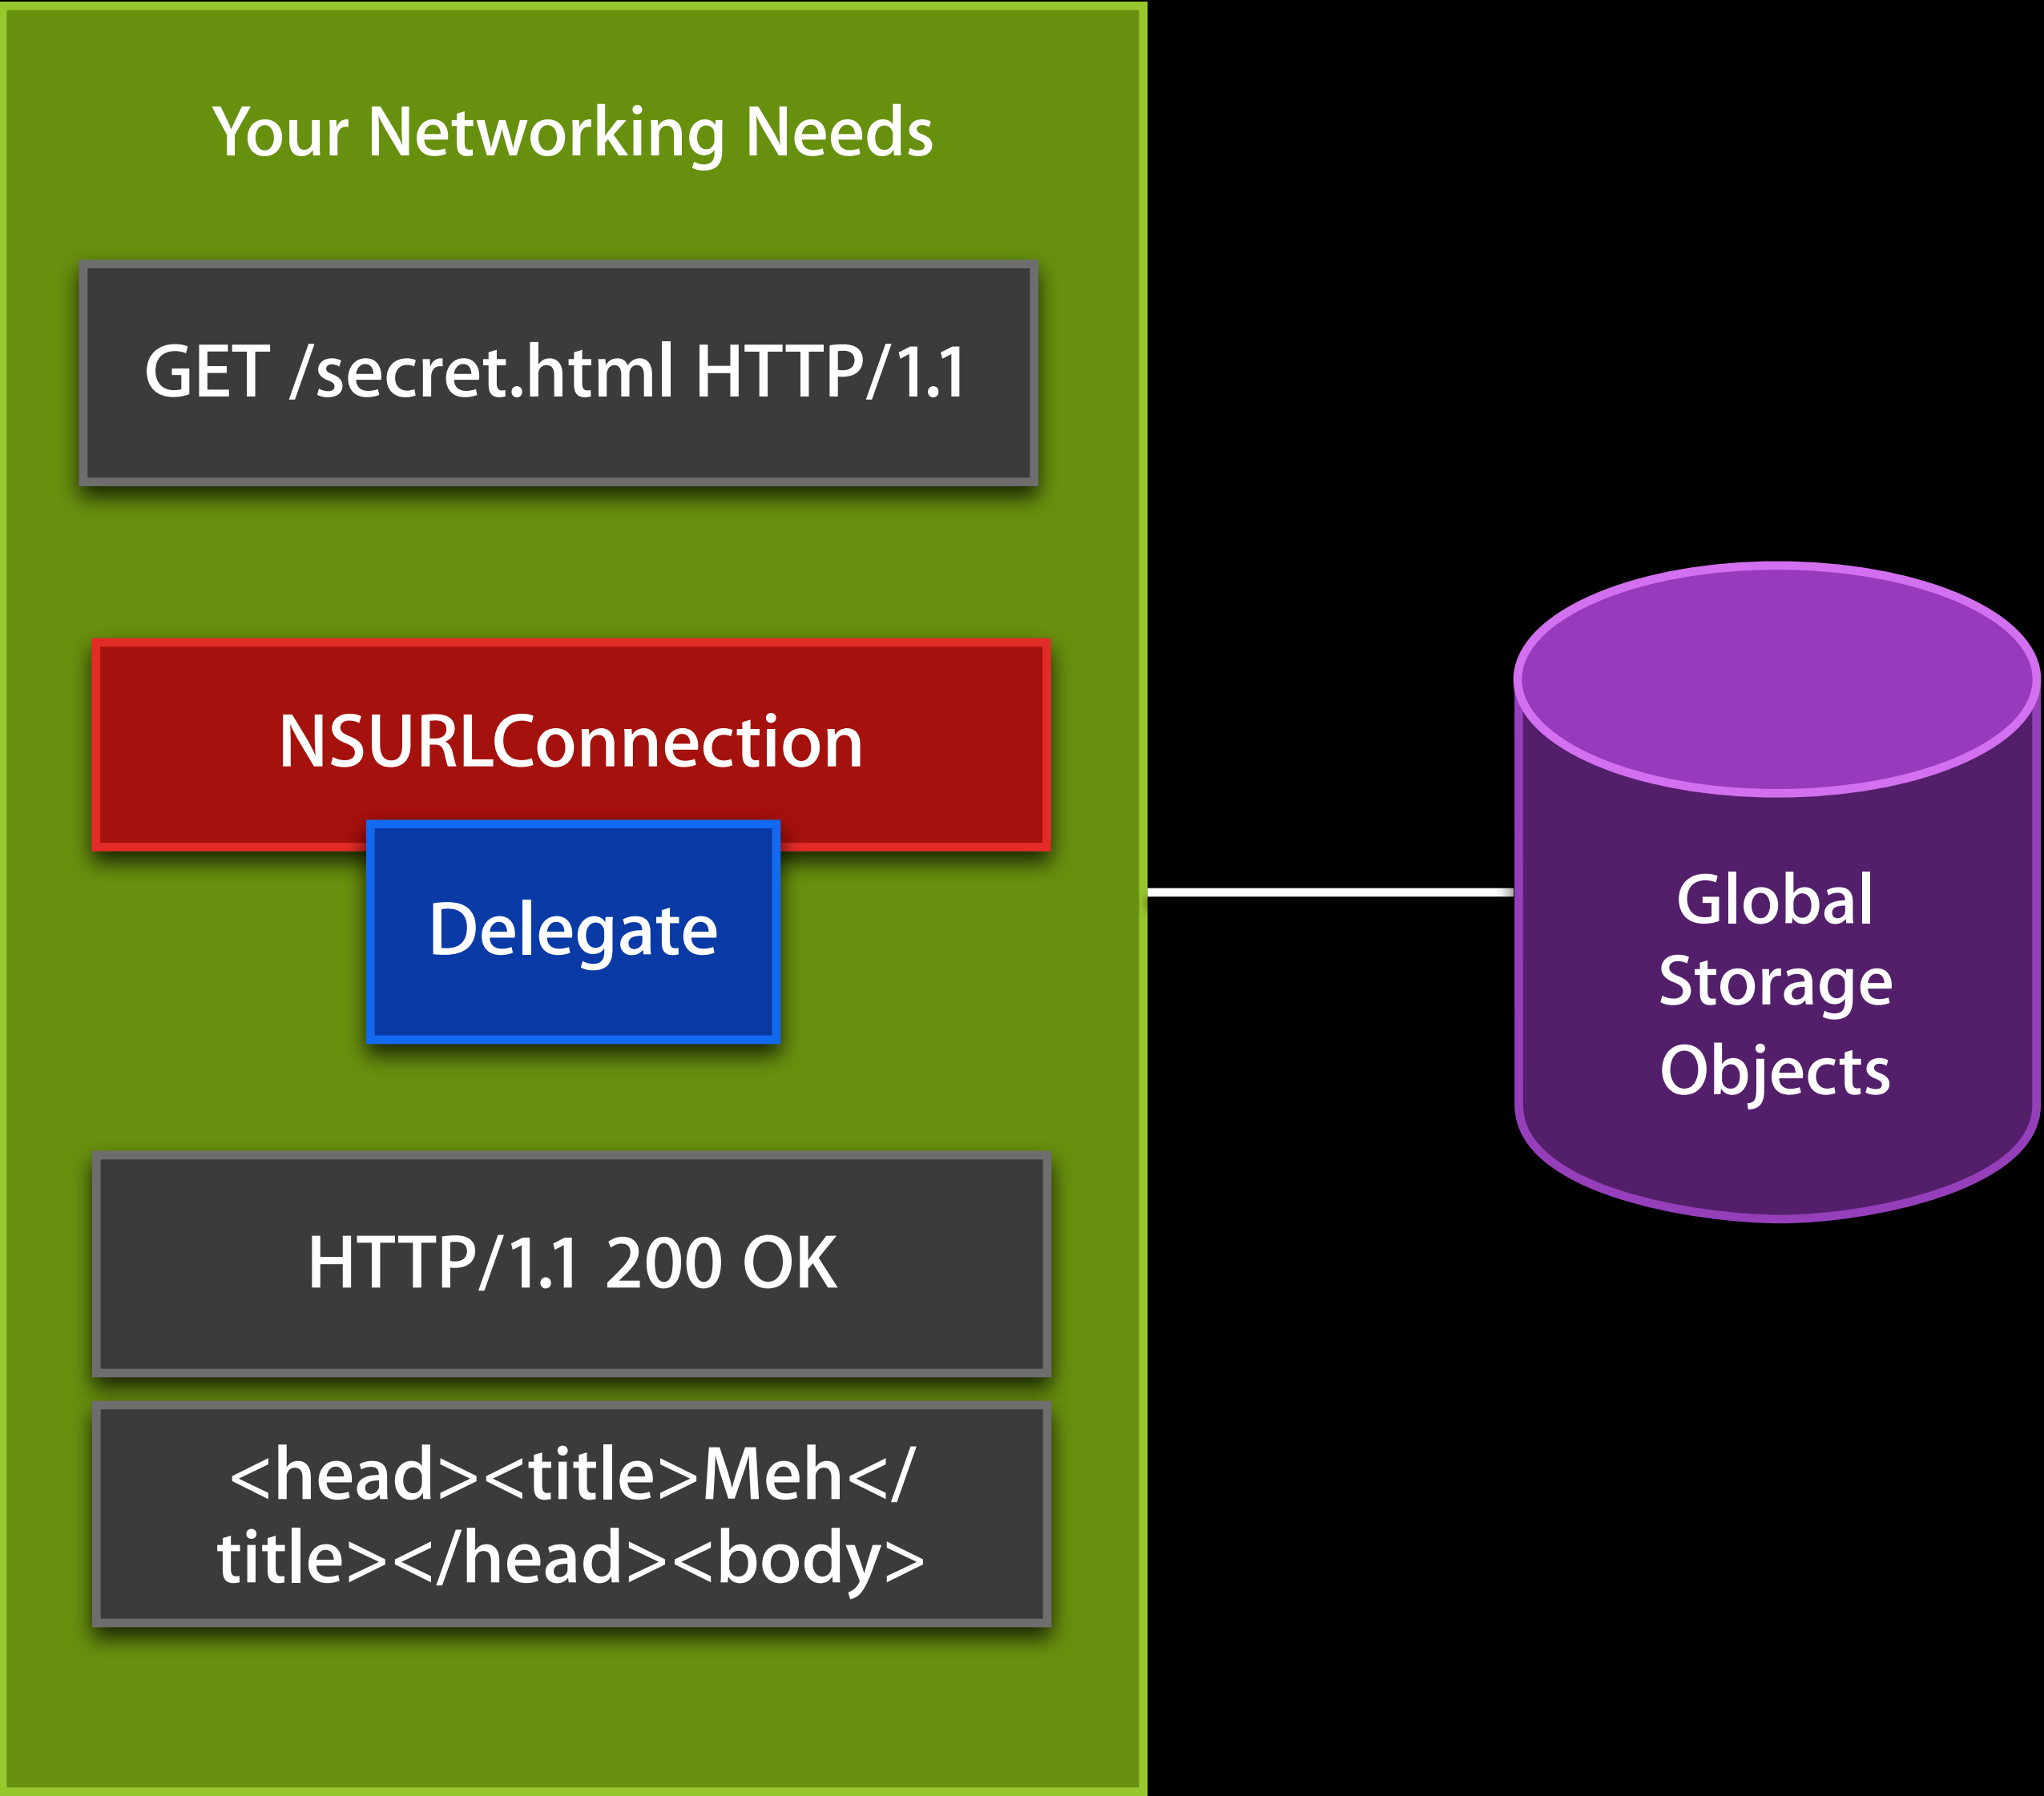 Your Networking Needs
GET /secret.html HTTP/1.1
NSURLConnection
Delegate
HTTP/1.1 200 OK
<head><title>Meh</
title></head><body>
Global
Storage
Objects